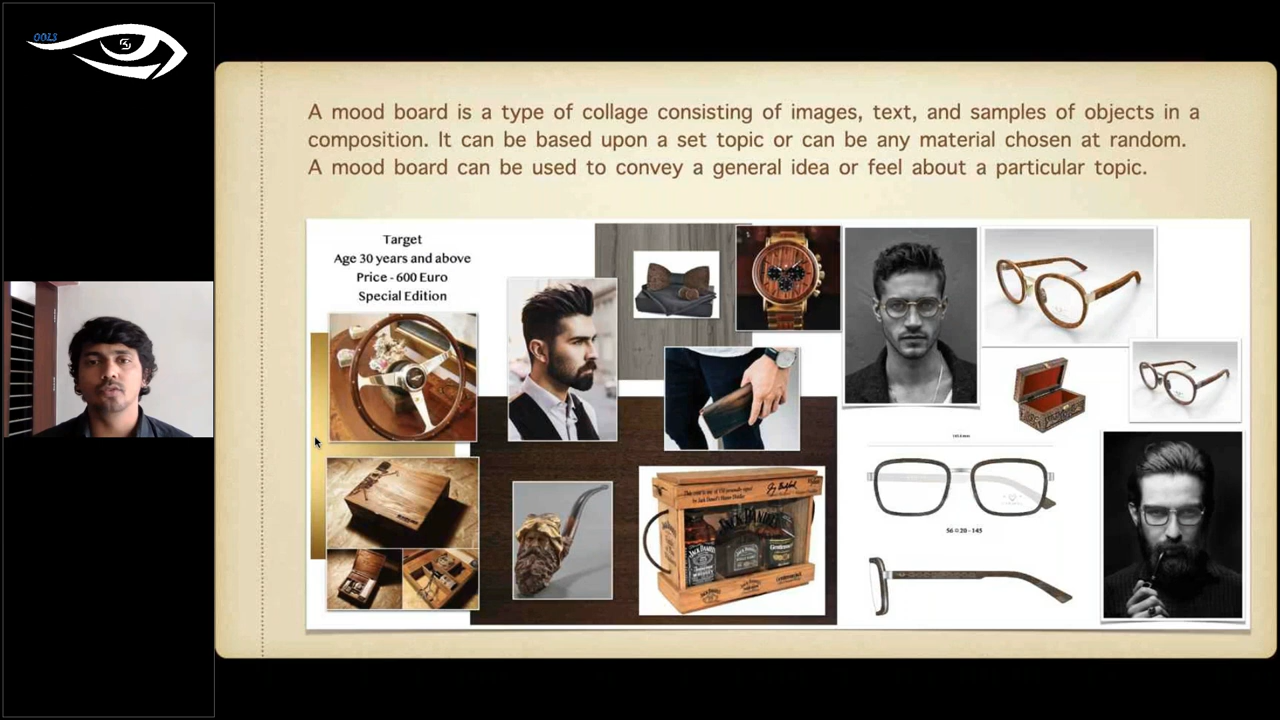 OOLS
A mood board is a type of collage consisting of images, text, and samples of objects in a
composition. It can be based upon a set topic or can be any material chosen at random.
A mood board can be used to convey a general idea or feel about a particular topic.
Target
Age 30 years and above
Price - 600 Euro
Special Edition
JACK DANIEL'S
56 20 - 145